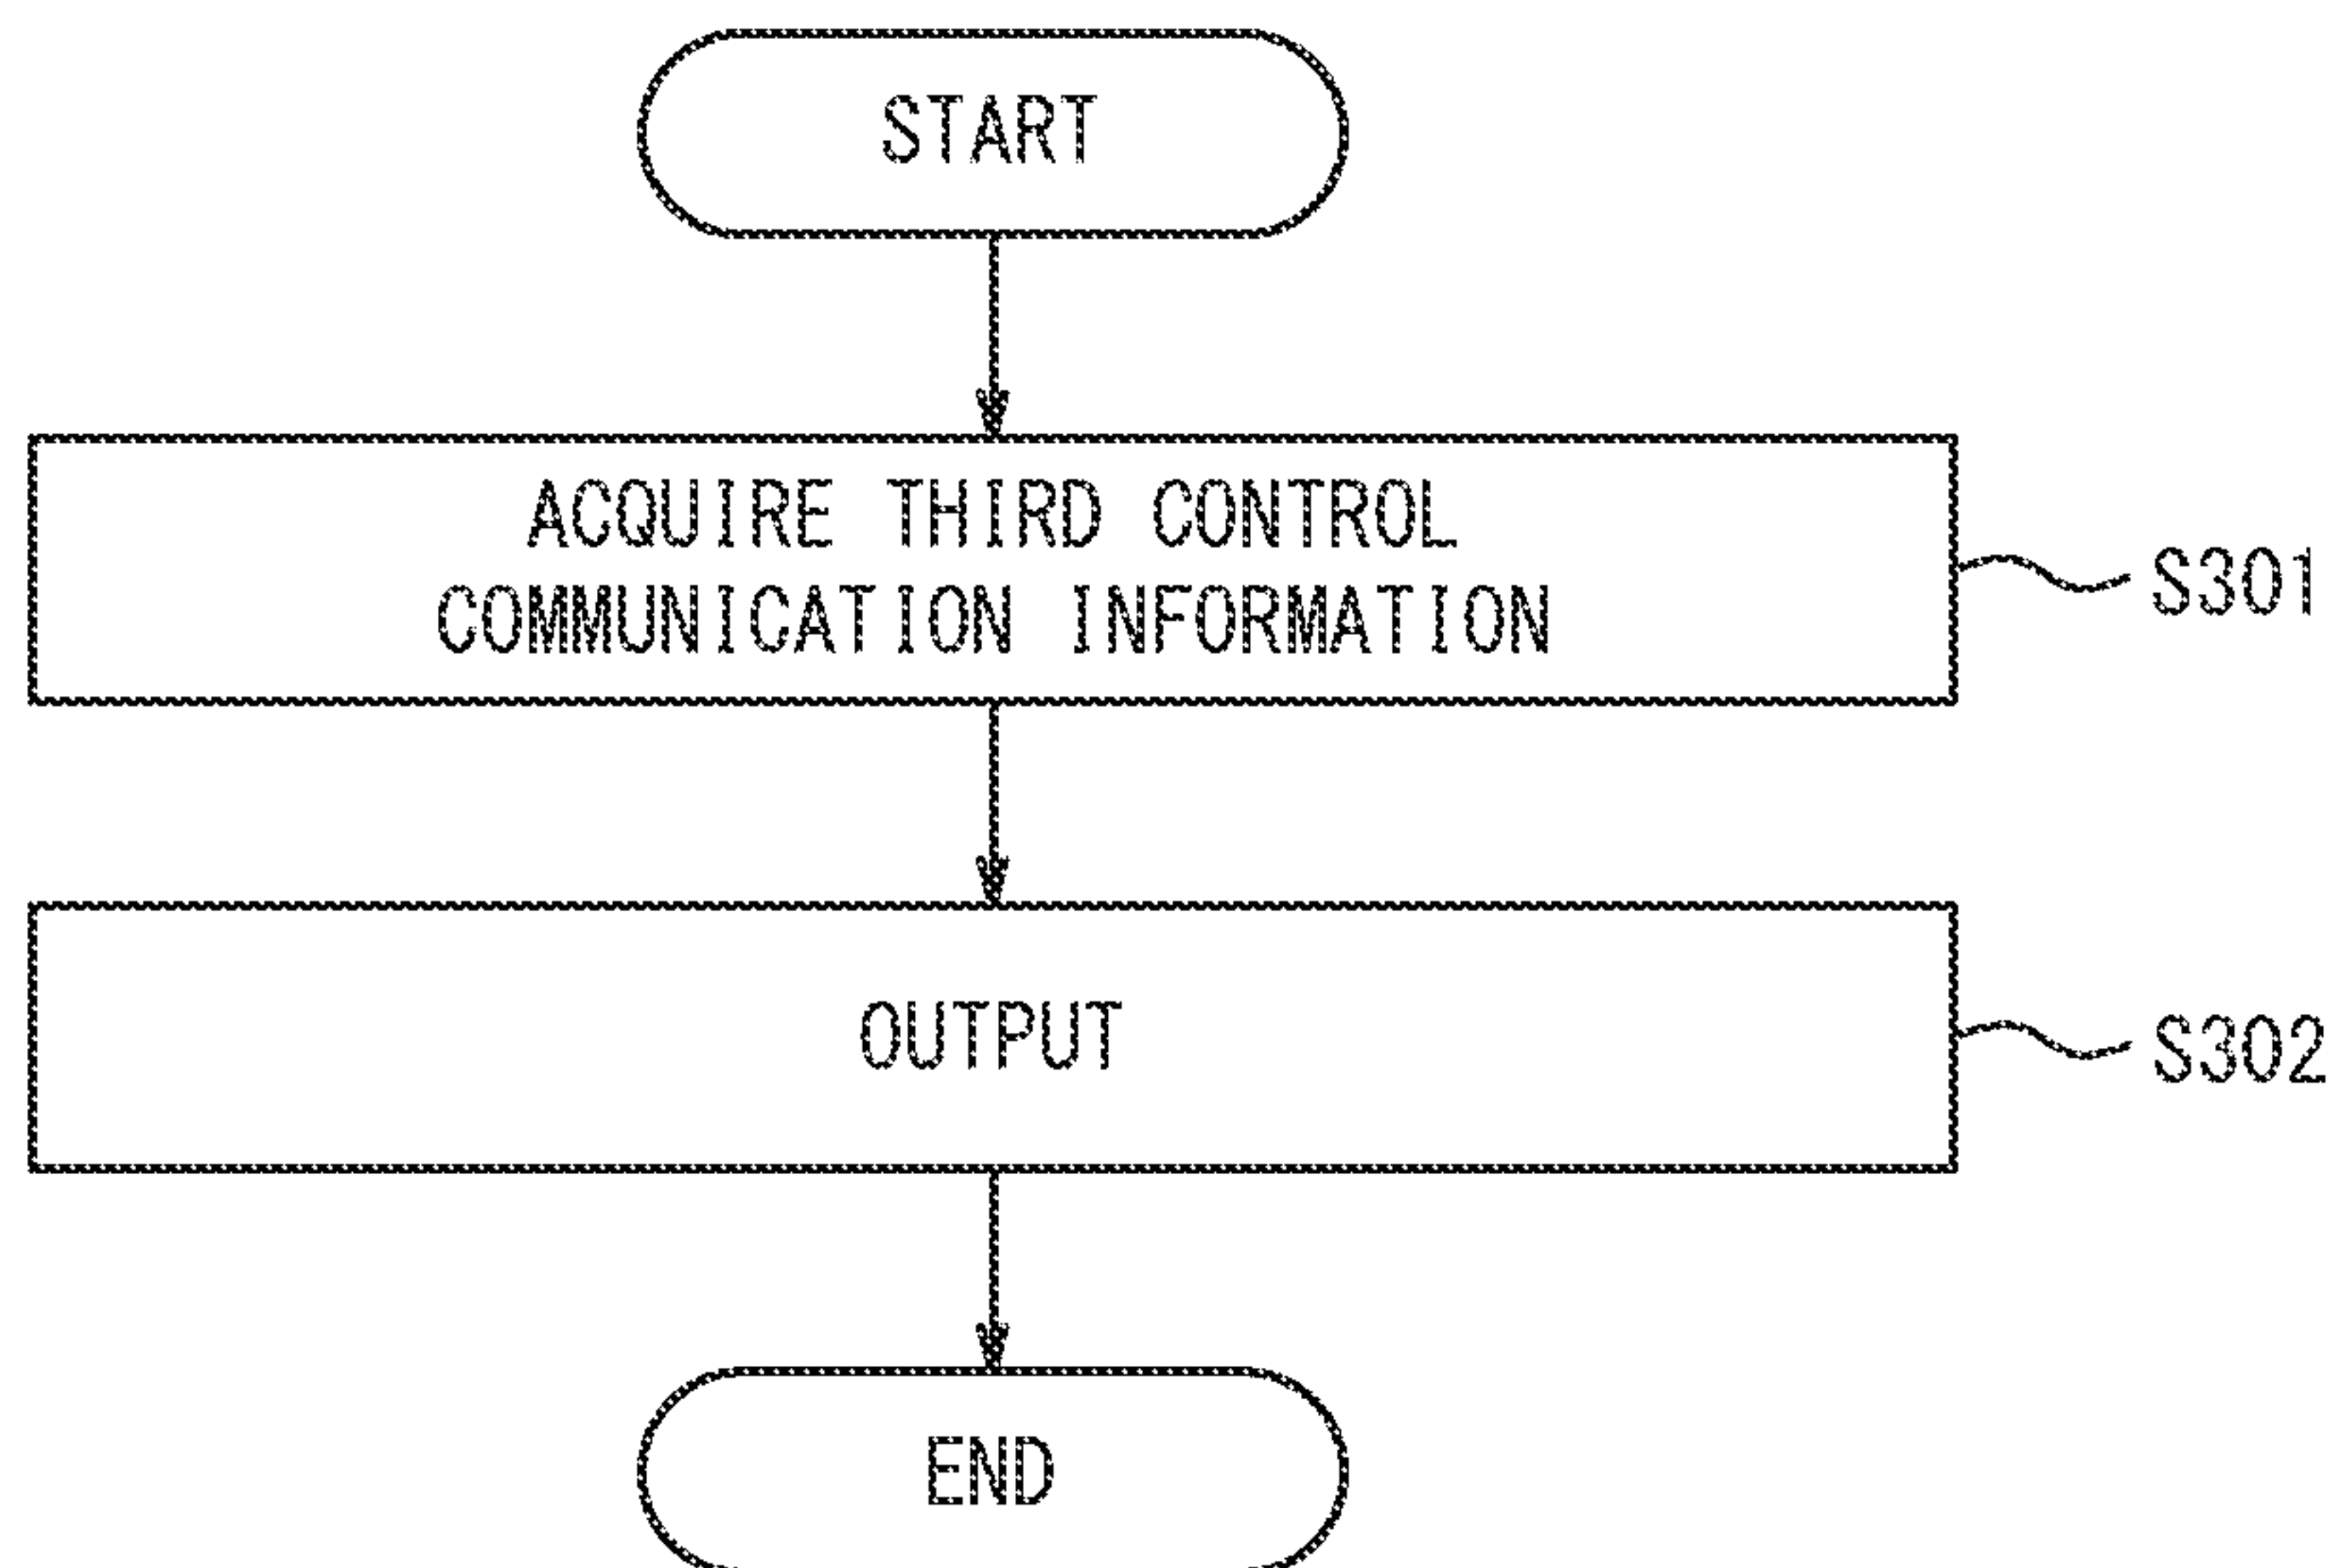 START
ACQUIRE THIRD CONTROL
COMMUNICATION INFORMATION
S301
OUTPUT
S302
END